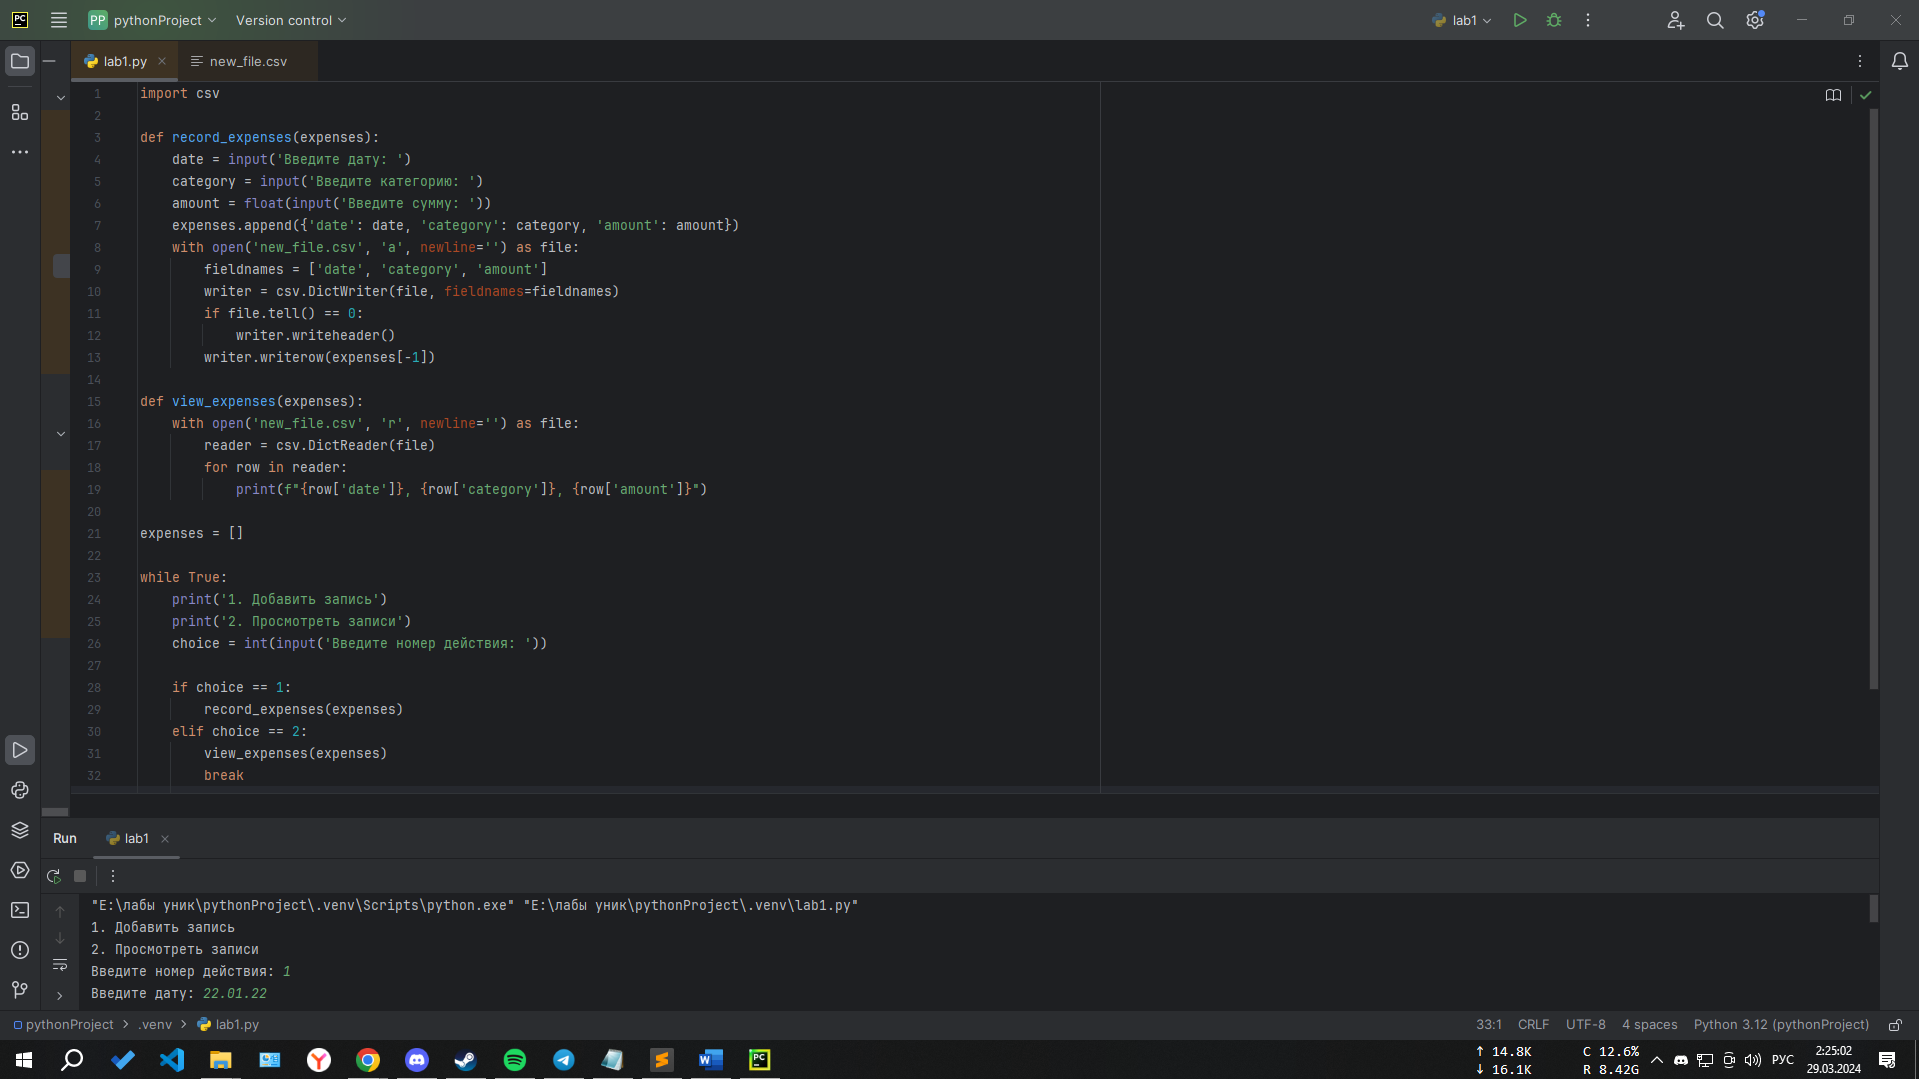 PC PP pythonProject Version control lab1
lab1.py new_file.csv
1 import csv
2
3 def record_expenses(expenses):
4 date = input('Введите дату: ')
5 category = input('Введите категорию: ')
6 amount = float(input('Введите сумму: '))
7 expenses.append({'date': date, 'category': category, 'amount': amount})
8 with open('new_file.csv', 'a', newline='') as file:
9 fieldnames = ['date', 'category', 'amount']
10 writer = csv.DictWriter(file, fieldnames=fieldnames)
11 if file.tell() == 0:
12 writer.writeheader()
13 writer.writerow(expenses[-1])
14
15 def view_expenses(expenses):
16 with open('new_file.csv', 'r', newline='') as file:
17 reader = csv.DictReader(file)
18 for row in reader:
19 print(f"{row['date']}, {row['category']}, {row['amount']}")
20
21 expenses = []
22
23 while True:
24 print('1. Добавить запись')
25 print('2. Просмотреть записи')
26 choice = int(input('Введите номер действия: '))
27
28 if choice == 1:
29 record_expenses(expenses)
30 elif choice == 2:
31 view_expenses(expenses)
32 break
Run lab1
"E:\лабы уник\pythonProject\.venv\Scripts\python.exe" "E:\лабы уник\pythonProject\.venv\lab1.py"
1. Добавить запись
2. Просмотреть записи
Введите номер действия: 1
Введите дату: 22.01.22
pythonProject > .venv > lab1.py 33:1 CRLF UTF-8 4 spaces Python 3.12 (pythonProject)
↑ 14.8K C 12.6% 2:25:02
↓ 16.1K R 8.42G РУС 29.03.2024